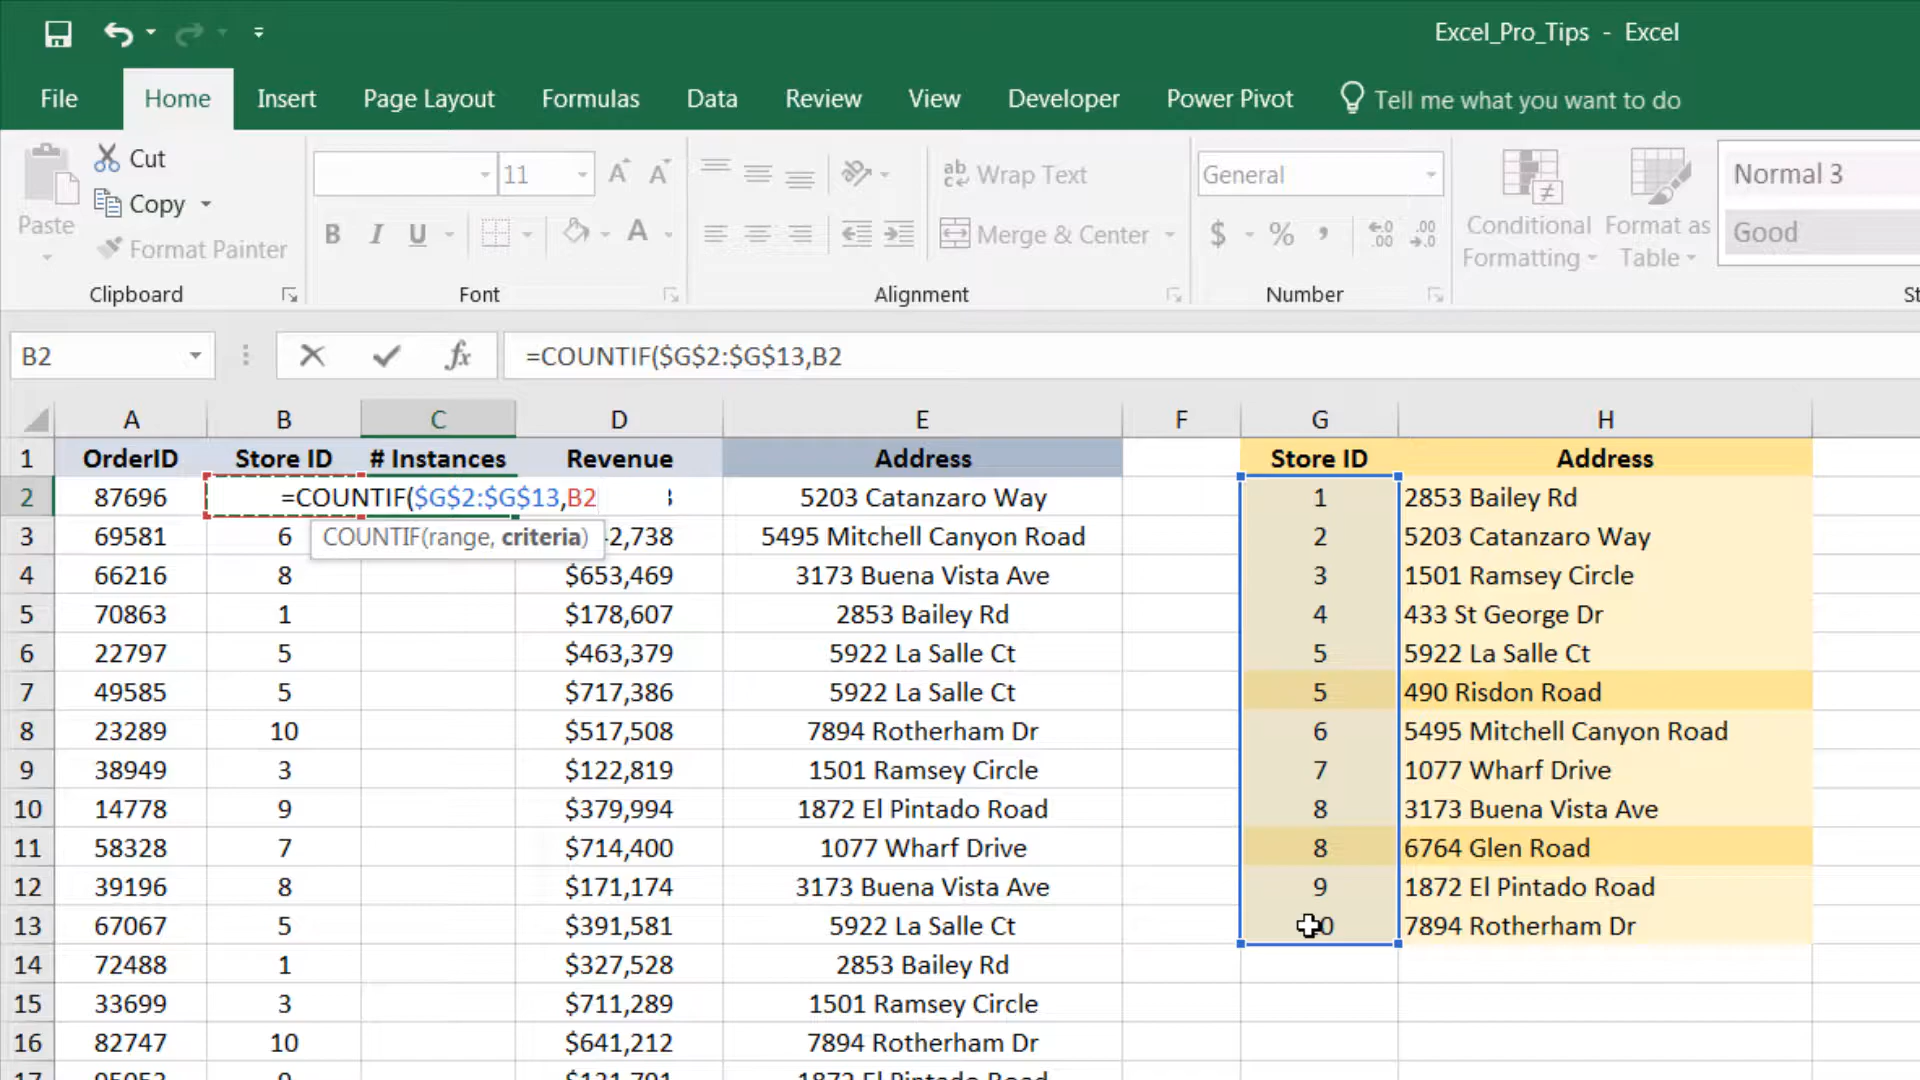 Excel_Pro_Tips - Excel
File Home Insert Page Layout Formulas Data Review View Developer Power Pivot Tell me what you want to do
Cut
Copy
Paste
Format Painter
Clipboard
11 A A
B I U A
Font
ab Wrap Text
Merge & Center
Alignment
General
$ % , .0 .00 .00 .0
Number
Conditional Formatting
Format as Table
Normal 3
Good
B2 fx =COUNTIF($G$2:$G$13,B2
A B C D E F G H
1 OrderID Store ID # Instances Revenue Address Store ID Address
2 87696 =COUNTIF($G$2:$G$13,B2 5203 Catanzaro Way 1 2853 Bailey Rd
COUNTIF(range, criteria)
3 69581 6 2,738 5495 Mitchell Canyon Road 2 5203 Catanzaro Way
4 66216 8 $653,469 3173 Buena Vista Ave 3 1501 Ramsey Circle
5 70863 1 $178,607 2853 Bailey Rd 4 433 St George Dr
6 22797 5 $463,379 5922 La Salle Ct 5 5922 La Salle Ct
7 49585 5 $717,386 5922 La Salle Ct 5 490 Risdon Road
8 23289 10 $517,508 7894 Rotherham Dr 6 5495 Mitchell Canyon Road
9 38949 3 $122,819 1501 Ramsey Circle 7 1077 Wharf Drive
10 14778 9 $379,994 1872 El Pintado Road 8 3173 Buena Vista Ave
11 58328 7 $714,400 1077 Wharf Drive 8 6764 Glen Road
12 39196 8 $171,174 3173 Buena Vista Ave 9 1872 El Pintado Road
13 67067 5 $391,581 5922 La Salle Ct 0 7894 Rotherham Dr
14 72488 1 $327,528 2853 Bailey Rd
15 33699 3 $711,289 1501 Ramsey Circle
16 82747 10 $641,212 7894 Rotherham Dr